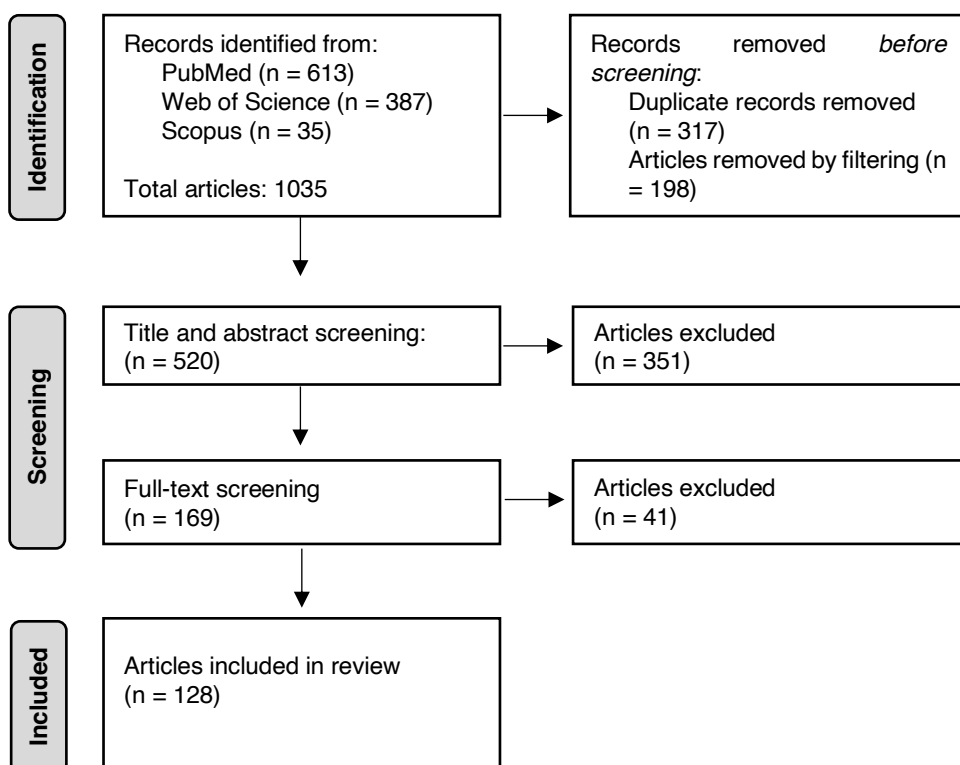 Identification
Records identified from:
PubMed (n = 613)
Web of Science (n = 387)
Scopus (n = 35)
Total articles: 1035
Records removed before
screening:
Duplicate records removed
(n = 317)
Articles removed by filtering (n
= 198)
Screening
Title and abstract screening:
(n = 520)
Articles excluded
(n = 351)
Full-text screening
(n = 169)
Articles excluded
(n = 41)
Included
Articles included in review
(n = 128)